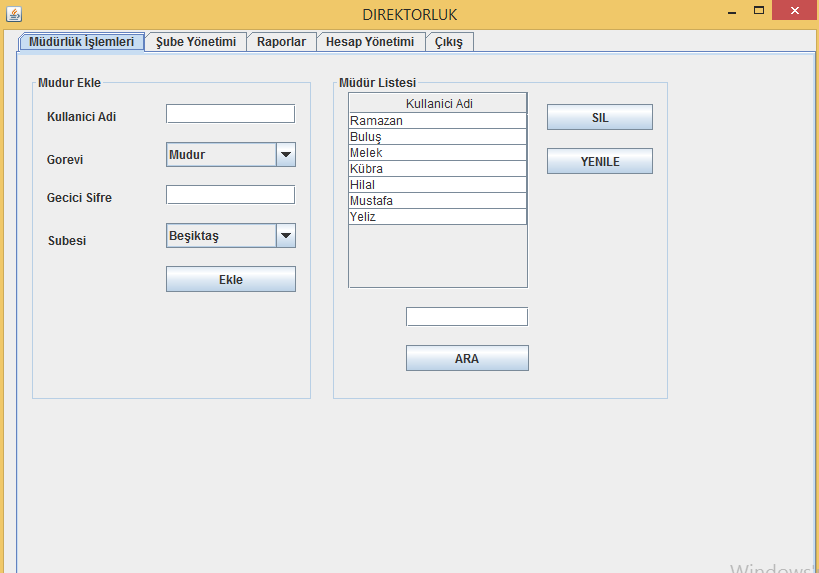 DIREKTORLUK
Müdürlük İşlemleri
Şube Yönetimi
Raporlar
Hesap Yönetimi
Çıkış
Mudur Ekle
Kullanici Adi
Gorevi
Mudur
Gecici Sifre
Subesi
Beşiktaş
Ekle
Müdür Listesi
Kullanici Adi
Ramazan
Buluş
Melek
Kübra
Hilal
Mustafa
Yeliz
SIL
YENILE
ARA
Windows'